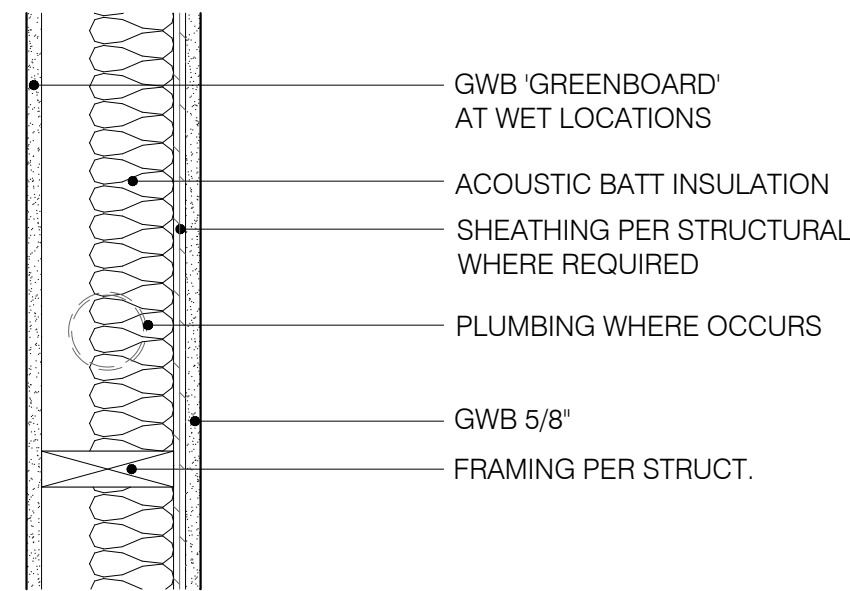 GWB 'GREENBOARD'
AT WET LOCATIONS
ACOUSTIC BATT INSULATION
SHEATHING PER STRUCTURAL
WHERE REQUIRED
PLUMBING WHERE OCCURS
GWB 5/8"
FRAMING PER STRUCT.